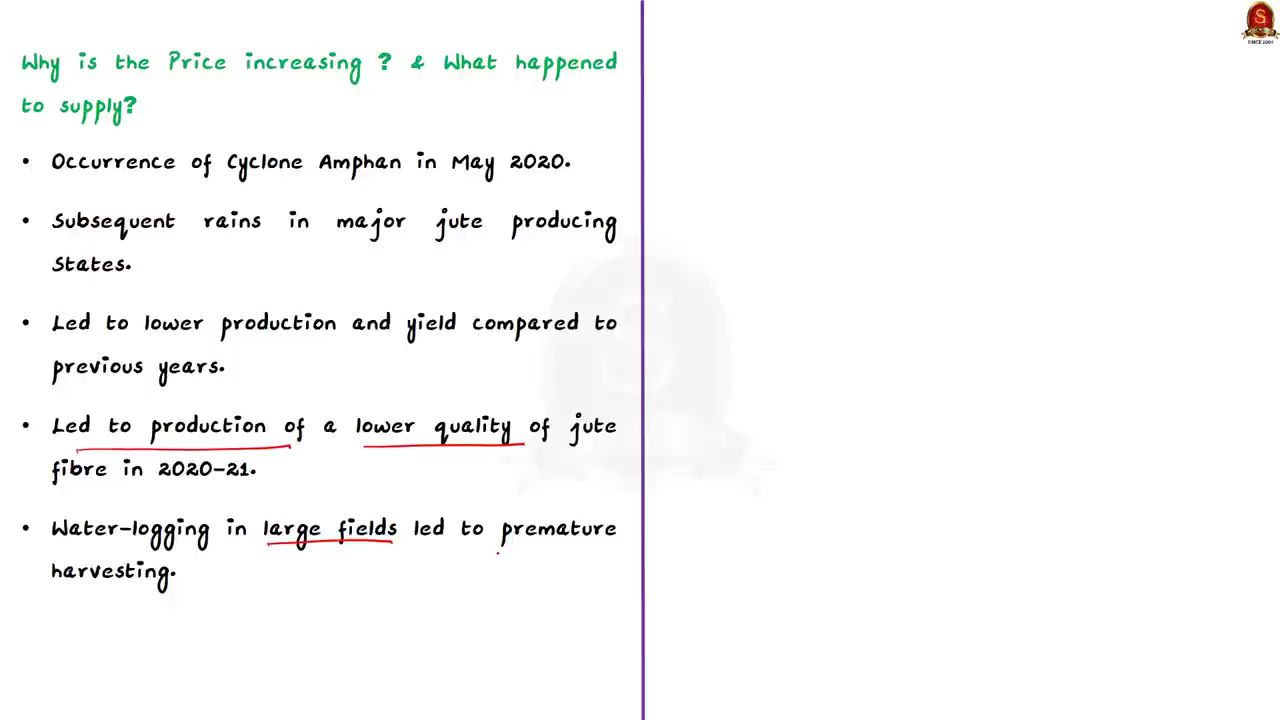 Why is the Price increasing ? & What happened
to supply?
• Occurrence of Cyclone Amphan in May 2020.
• Subsequent rains in major jute producing
States.
• Led to lower production and yield compared to
previous years.
• Led to production of a lower quality of jute
fibre in 2020-21.
• Water-logging in large fields led to premature
harvesting.
S
SINCE 2004
S